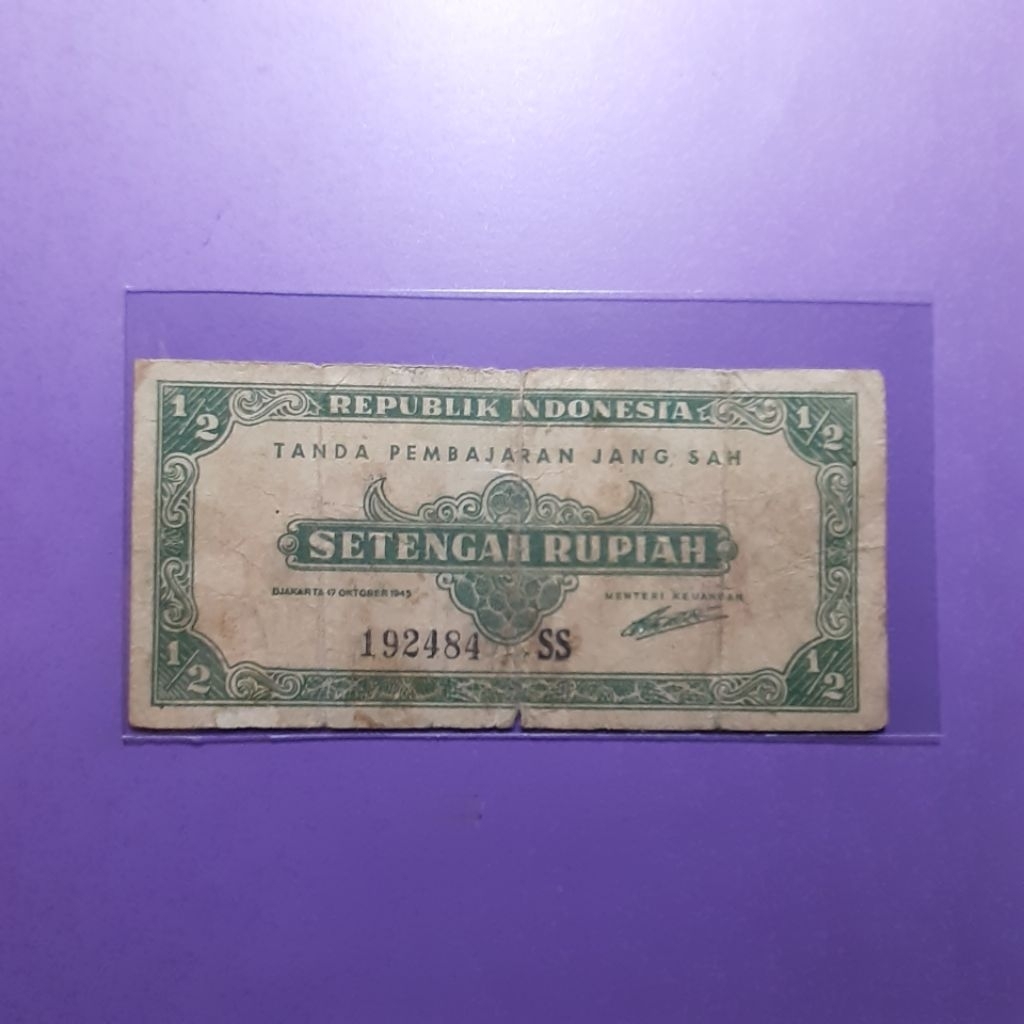 1/2 REPUBLIK INDONESIA 1/2
TANDA PEMBAJARAN JANG SAH
SETENGAH RUPIAH
DJAKARTA 17 OKTOBER 1945 MENTERI KEUANGAN
192484 SS
1/2 1/2